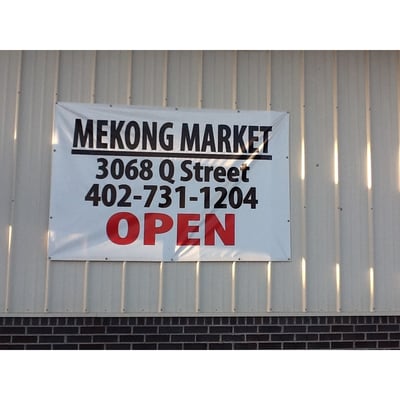 MEKONG MARKET
3068 Q Street
402-731-1204
OPEN